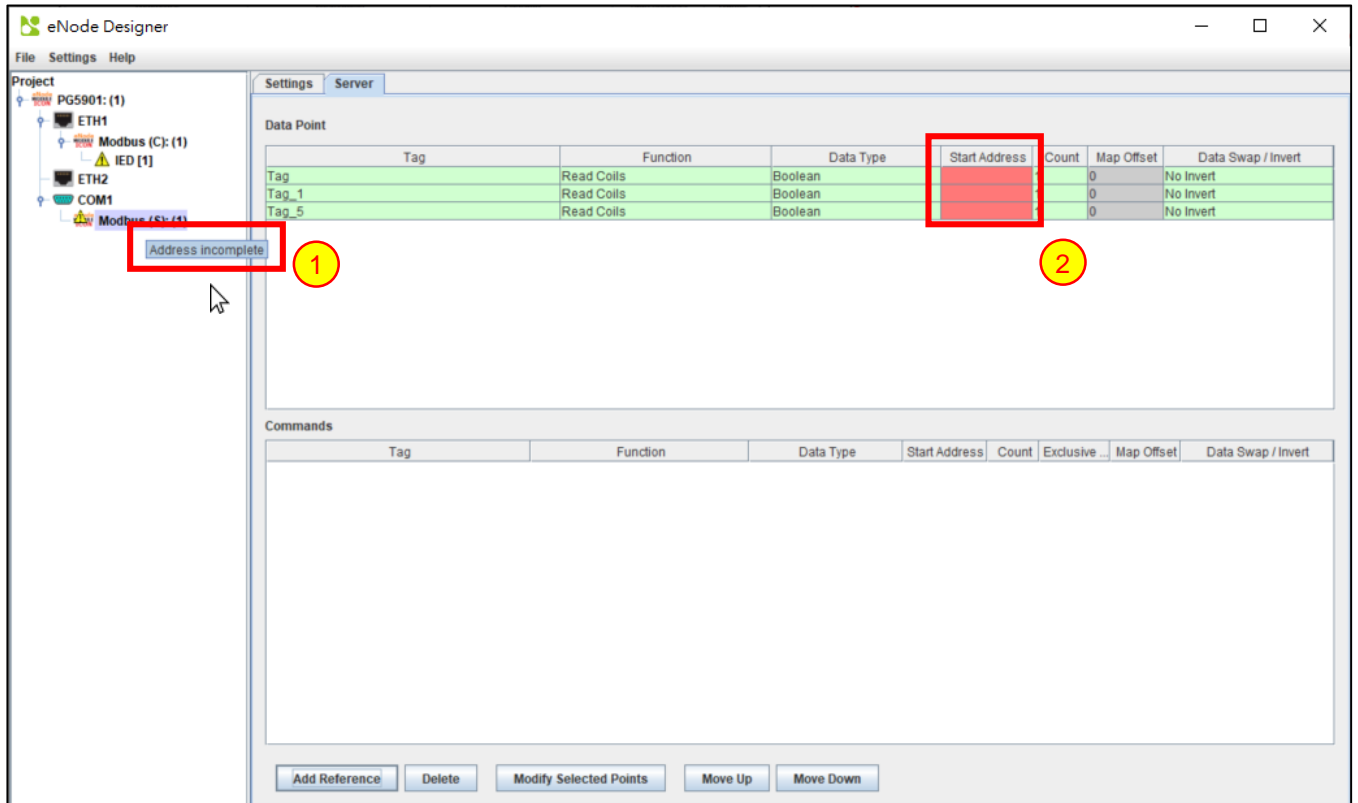 eNode Designer
File Settings Help
Project
PG5901: (1)
ETH1
Modbus (C): (1)
IED [1]
ETH2
COM1
Modbus (S): (1)
Address incomplete
1
Settings Server
Data Point
Tag Function Data Type Start Address Count Map Offset Data Swap / Invert
Tag Read Coils Boolean 1 0 No Invert
Tag_1 Read Coils Boolean 1 0 No Invert
Tag_5 Read Coils Boolean 1 0 No Invert
2
Commands
Tag Function Data Type Start Address Count Exclusive ... Map Offset Data Swap / Invert
Add Reference Delete Modify Selected Points Move Up Move Down